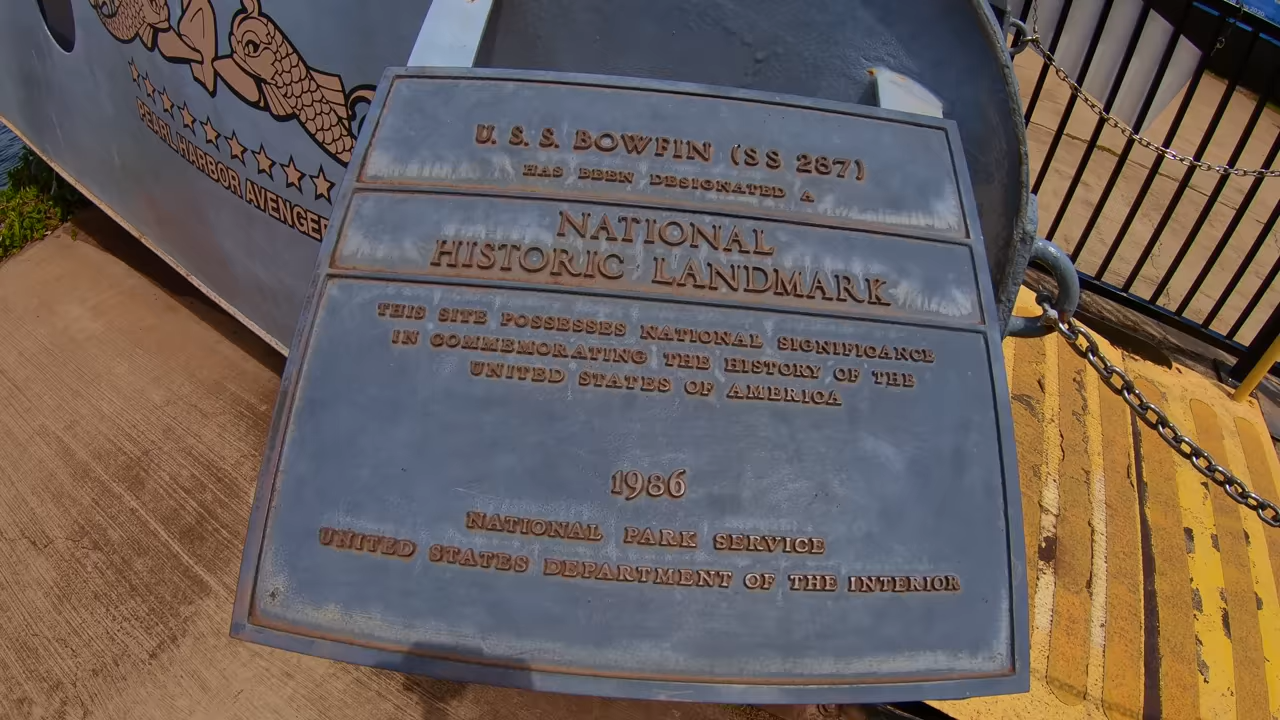 U. S. S. BOWFIN (SS 287)
HAS BEEN DESIGNATED A
NATIONAL
HISTORIC LANDMARK
THIS SITE POSSESSES NATIONAL SIGNIFICANCE
IN COMMEMORATING THE HISTORY OF THE
UNITED STATES OF AMERICA
1986
NATIONAL PARK SERVICE
UNITED STATES DEPARTMENT OF THE INTERIOR
PEARL HARBOR AVENGER